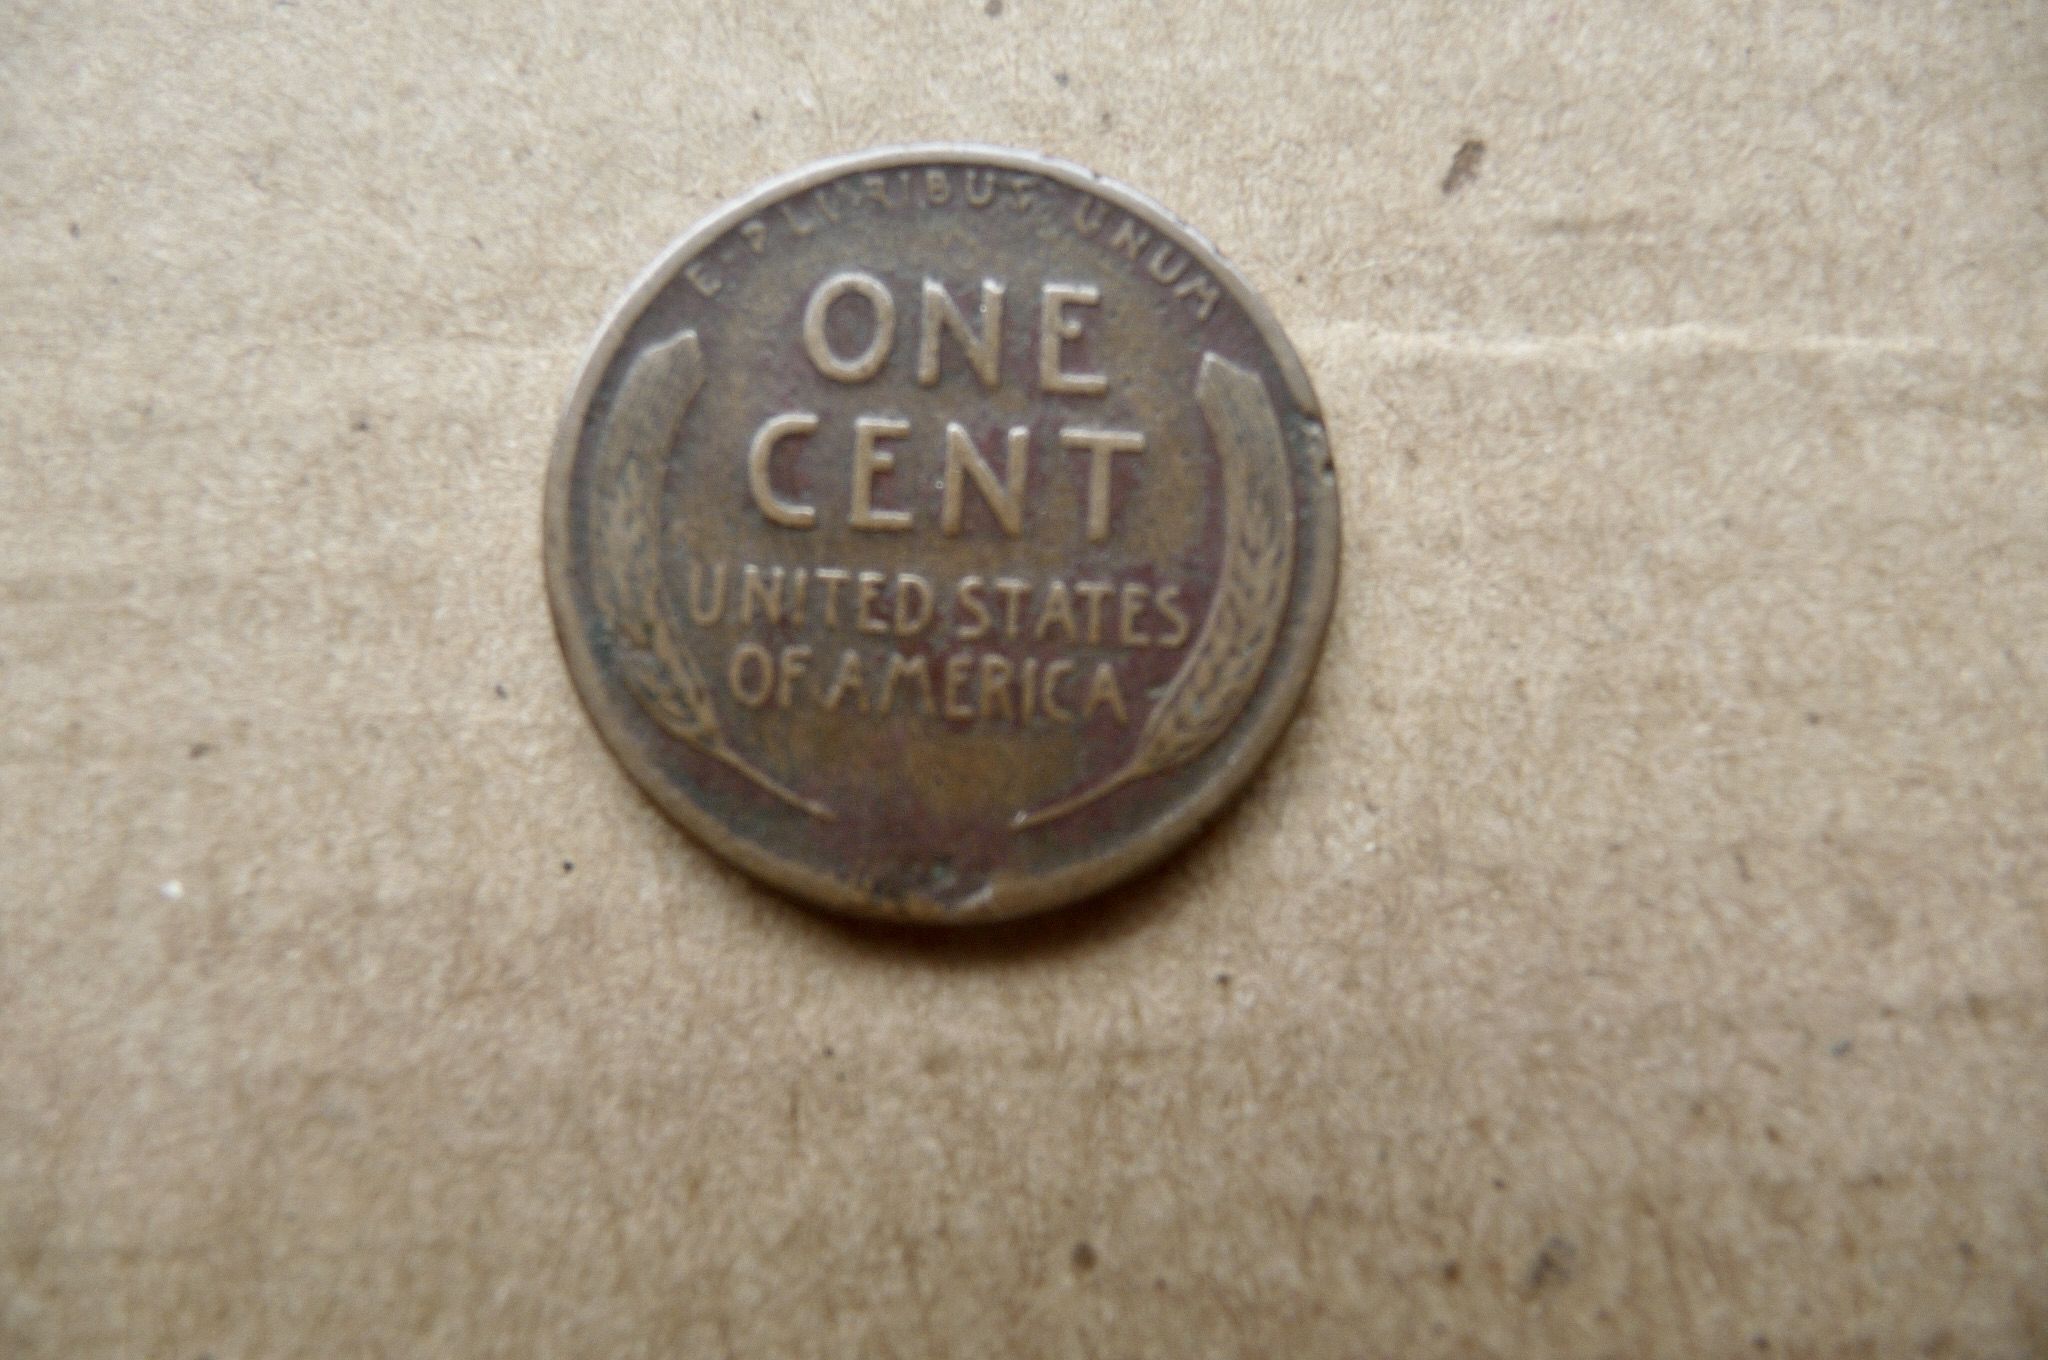 E·PLURIBUS·UNUM
ONE
CENT
UNITED STATES
OF AMERICA